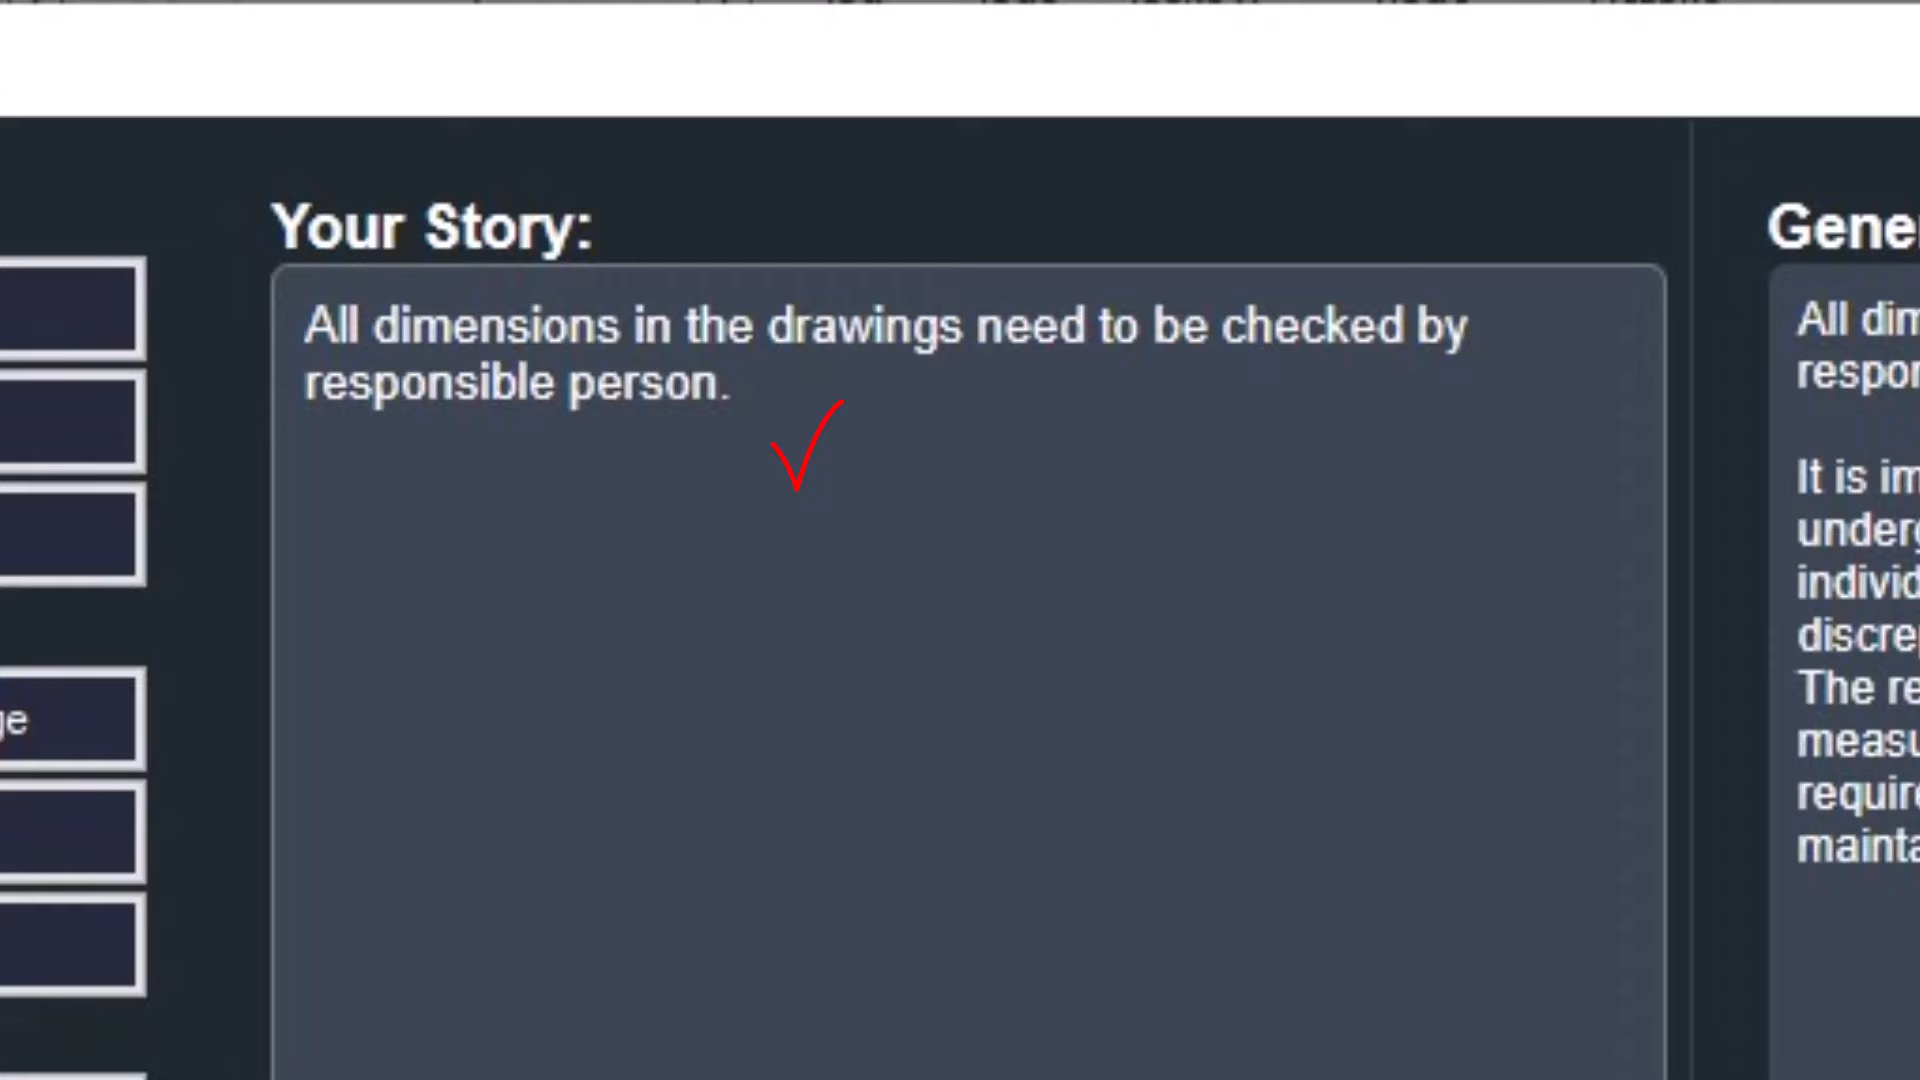 Your Story:
All dimensions in the drawings need to be checked by
responsible person.
ge
Gene
All dim
respon
It is im
underg
individ
discrep
The re
measu
require
mainta